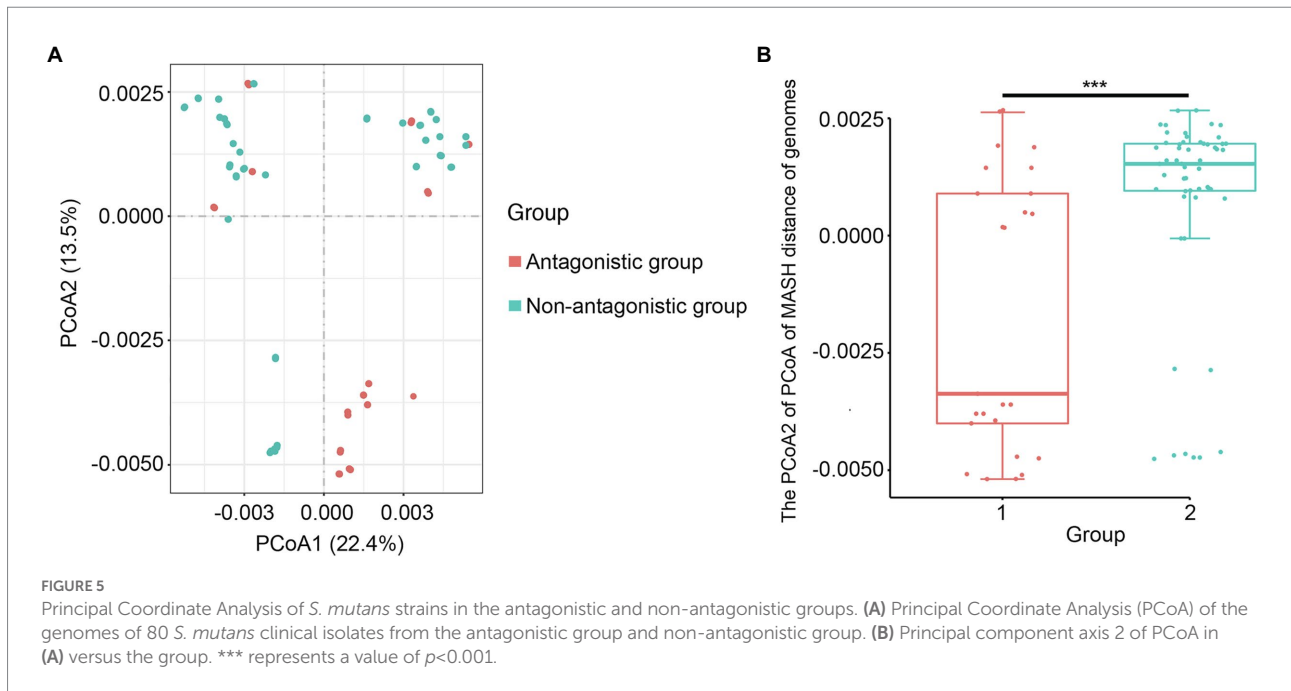 A
B
0.0025
0.0000
-0.0025
-0.0050
PCoA2 (13.5%)
-0.003
0.000
0.003
PCoA1 (22.4%)
Group
Antagonistic group
Non-antagonistic group
***
The PCoA2 of PCoA of MASH distance of genomes
0.0025
0.0000
-0.0025
-0.0050
1
2
Group
FIGURE 5
Principal Coordinate Analysis of S. mutans strains in the antagonistic and non-antagonistic groups. (A) Principal Coordinate Analysis (PCoA) of the
genomes of 80 S. mutans clinical isolates from the antagonistic group and non-antagonistic group. (B) Principal component axis 2 of PCoA in
(A) versus the group. *** represents a value of p<0.001.